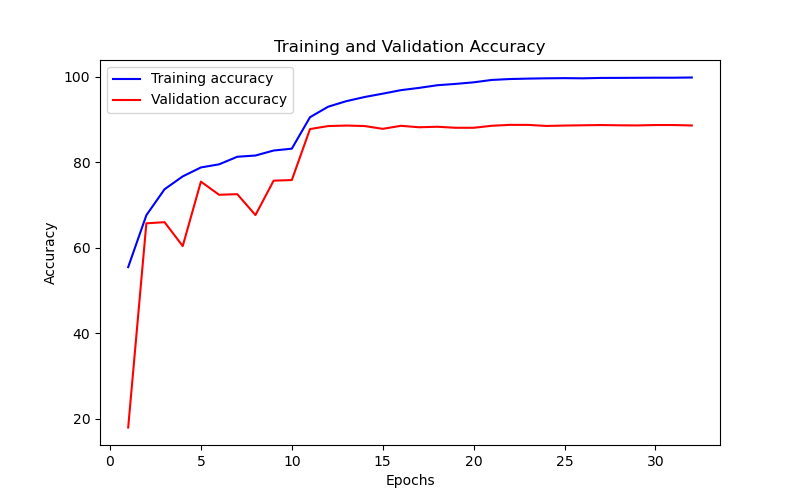 Training and Validation Accuracy
Training accuracy
Validation accuracy
100
80
60
40
20
Accuracy
0 5 10 15 20 25 30
Epochs